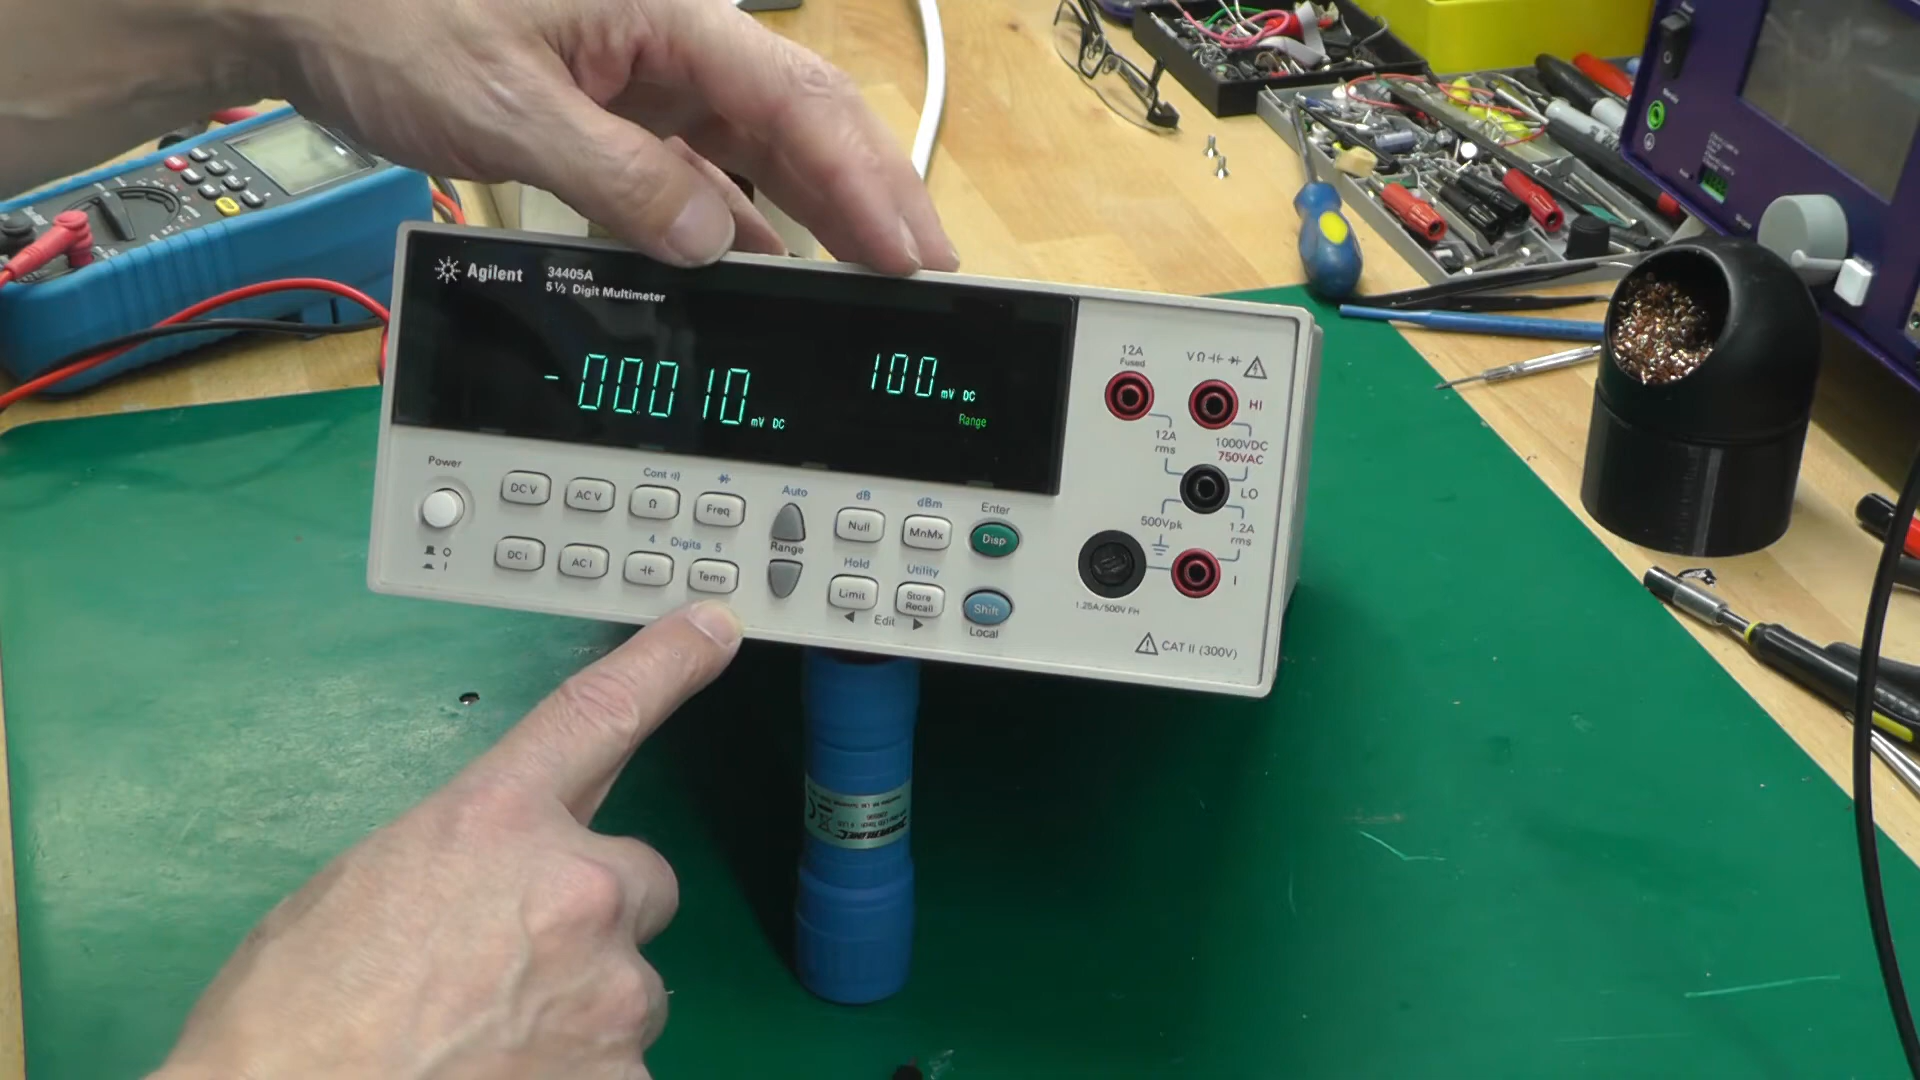 Agilent
34405A
5½ Digit Multimeter
-000.10 mV DC
100 mV DC
Range
Power
O
I
DC V
AC V
Cont
Ω
Freq
DC I
AC I
4 Digits 5
Temp
Auto
Range
dB
Null
dBm
MnMx
Enter
Disp
Hold
Limit
Utility
Store
Recall
Edit
Shift
Local
12A
Fused
V Ω
HI
12A
rms
1000VDC
750VAC
LO
500Vpk
1.2A
rms
I
1.25A/500V FH
CAT II (300V)